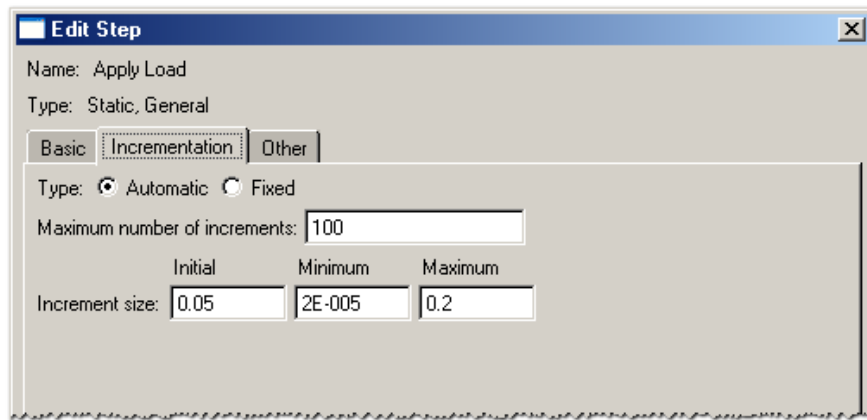 Edit Step
Name: Apply Load
Type: Static, General
Basic Incrementation Other
Type: Automatic Fixed
Maximum number of increments: 100
Initial Minimum Maximum
Increment size: 0.05 2E-005 0.2